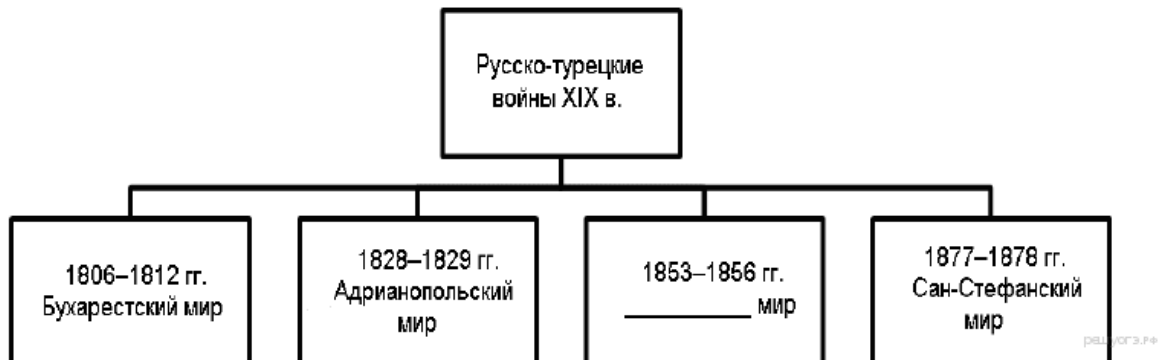 Русско-турецкие
войны XIX в.
1806–1812 гг.
Бухарестский мир
1828–1829 гг.
Адрианопольский
мир
1853–1856 гг.
__________ мир
1877–1878 гг.
Сан-Стефанский
мир
решуогэ.рф